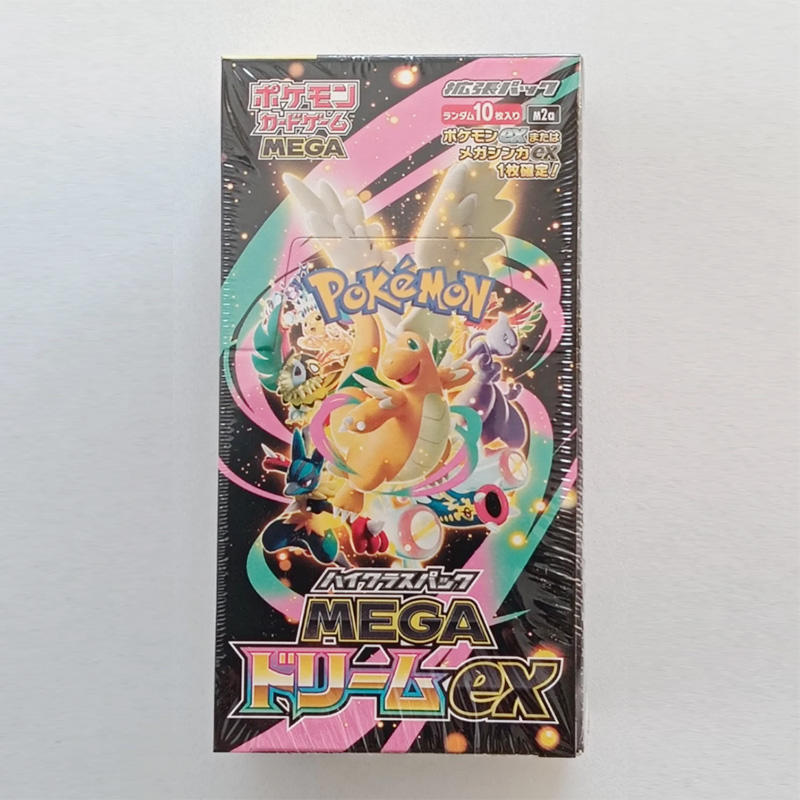 ポケモン
カードゲーム
MEGA
拡張パック
ランダム10枚入り M2a
ポケモンexまたは
メガシンカex
1枚確定!
POKéMON
ハイクラスパック
MEGA
ドリームex